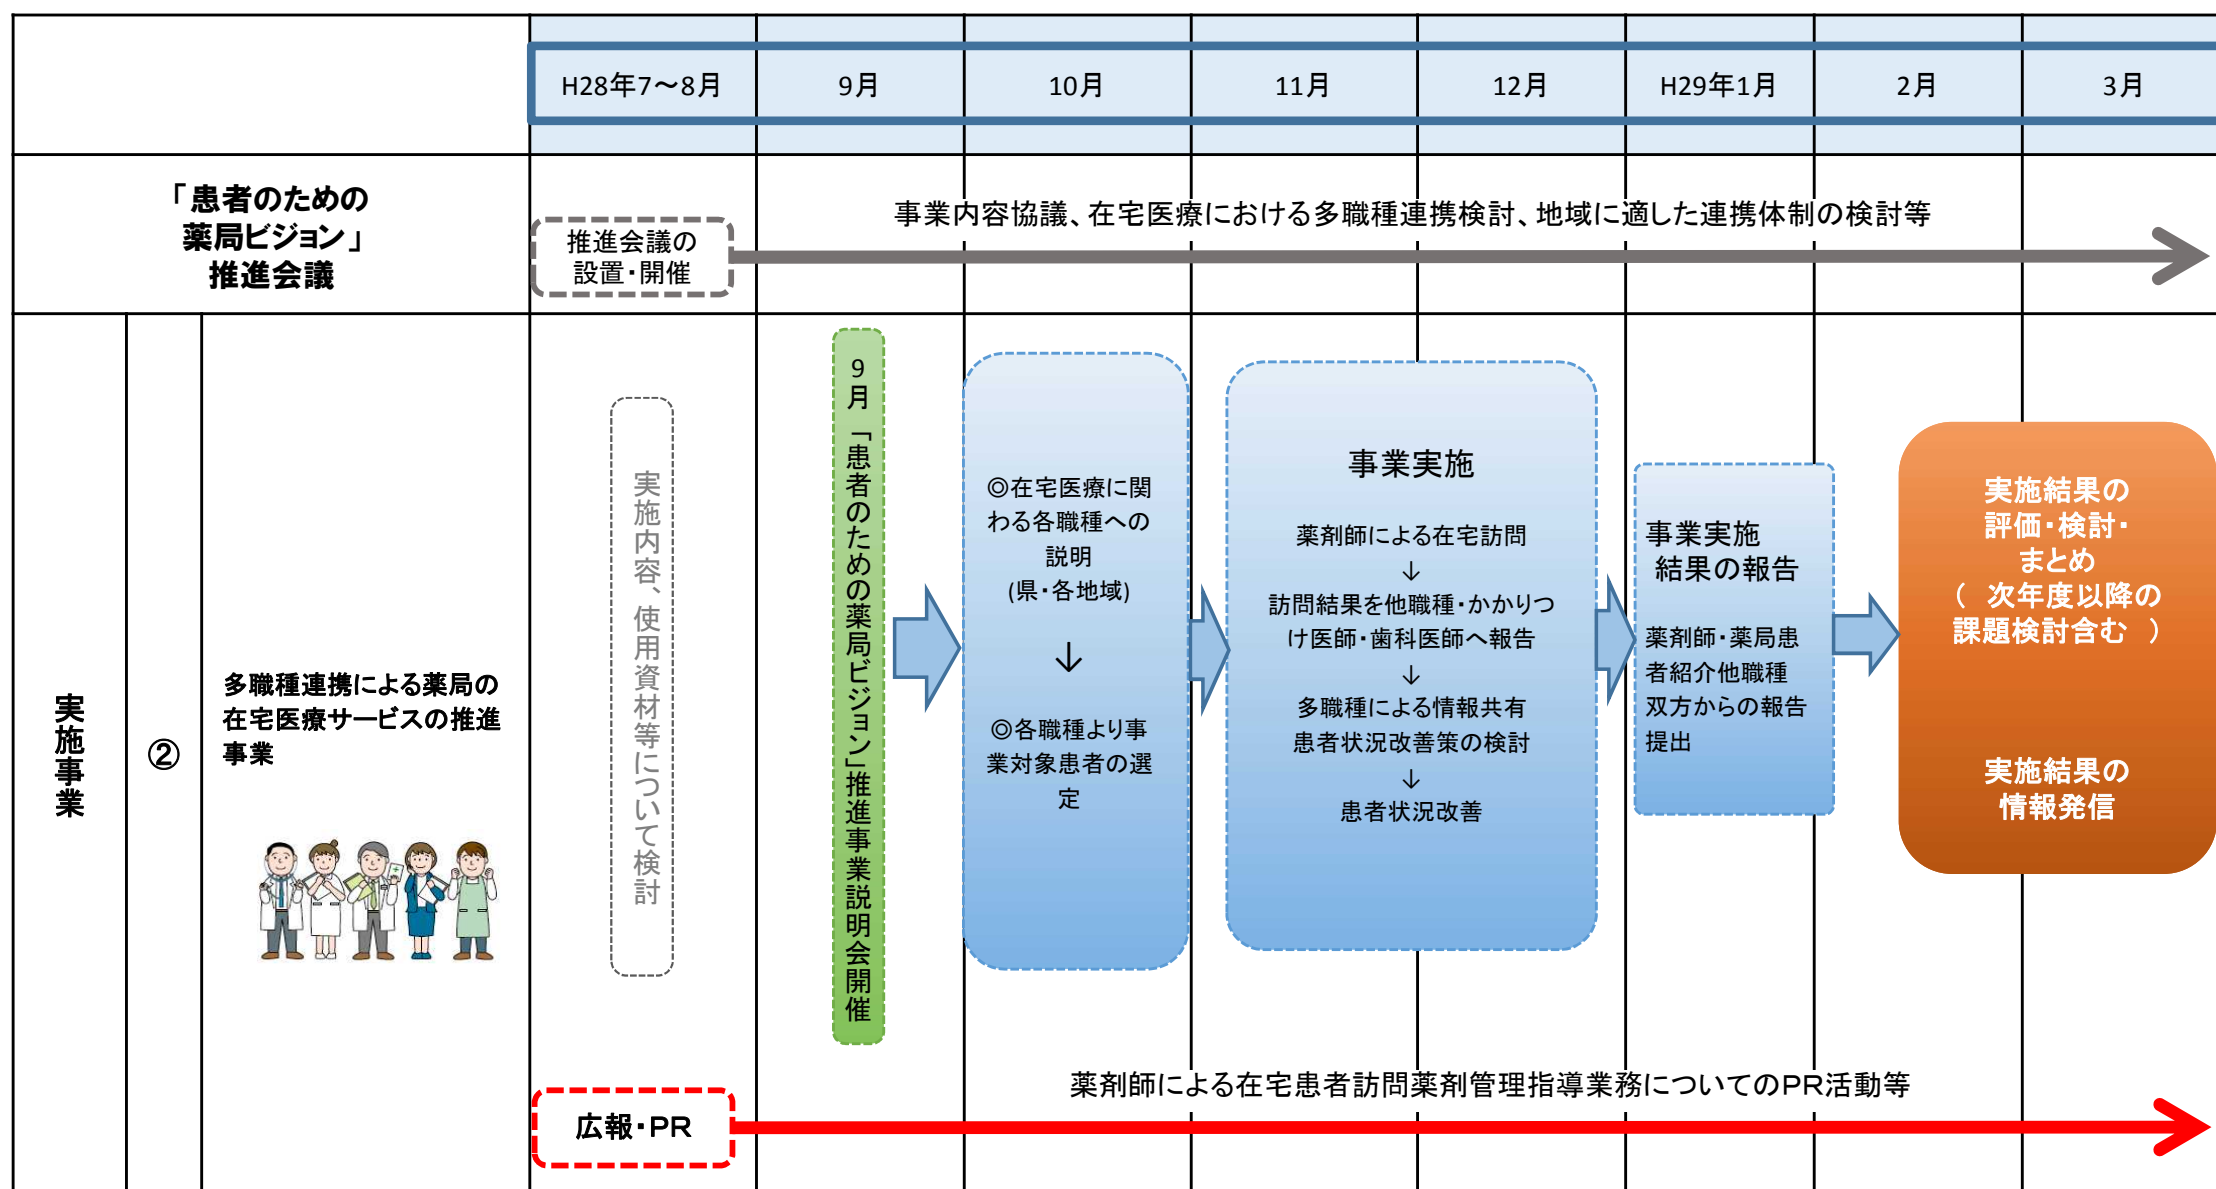 H28年7～8月
9月
10月
11月
12月
H29年1月
2月
3月
「患者のための
薬局ビジョン」
推進会議
推進会議の
設置・開催
事業内容協議、在宅医療における多職種連携検討、地域に適した連携体制の検討等
実施事業
②
多職種連携による薬局の
在宅医療サービスの推進
事業
実施内容、使用資材等について検討
9月「患者のための薬局ビジョン」推進事業説明会開催
◎在宅医療に関
わる各職種への
説明
(県・各地域)
↓
◎各職種より事
業対象患者の選
定
事業実施
薬剤師による在宅訪問
↓
訪問結果を他職種・かかりつ
け医師・歯科医師へ報告
↓
多職種による情報共有
患者状況改善策の検討
↓
患者状況改善
事業実施
結果の報告
薬剤師・薬局患
者紹介他職種
双方からの報告
提出
実施結果の
評価・検討・
まとめ
(　次年度以降の
課題検討含む　)
実施結果の
情報発信
広報・PR
薬剤師による在宅患者訪問薬剤管理指導業務についてのPR活動等